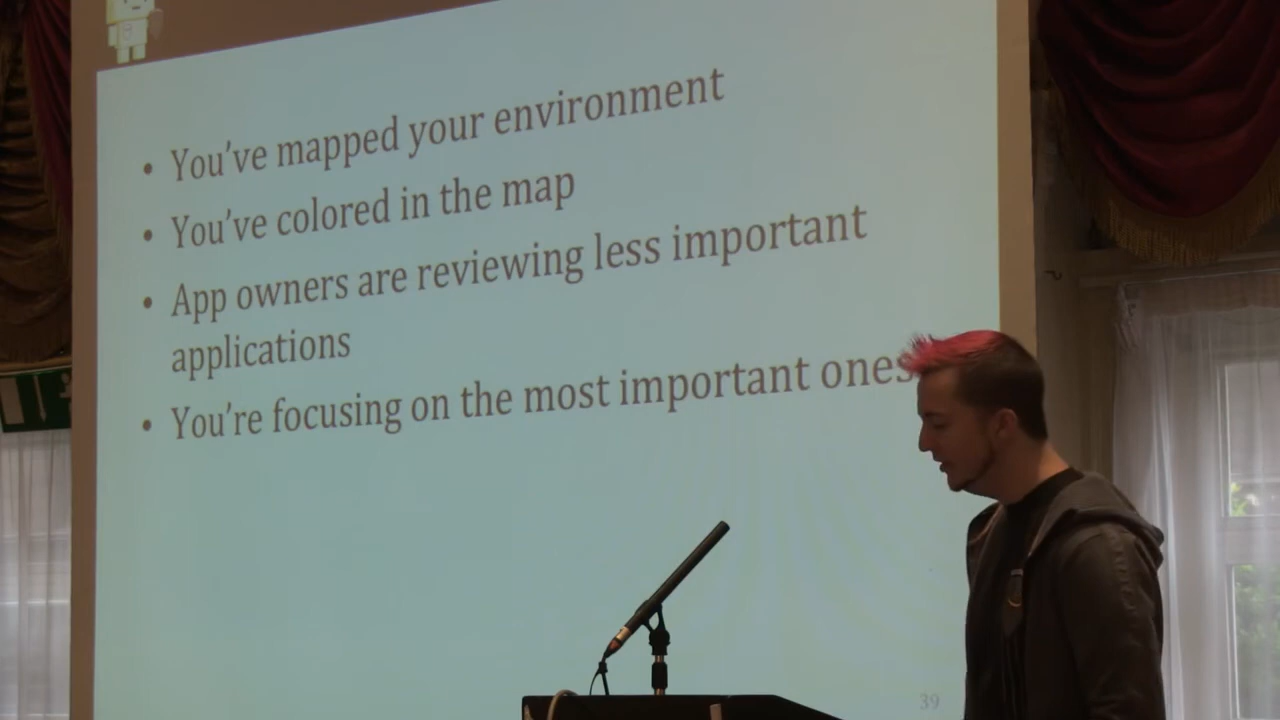 • You've mapped your environment
• You've colored in the map
• App owners are reviewing less important
applications
• You're focusing on the most important ones
39